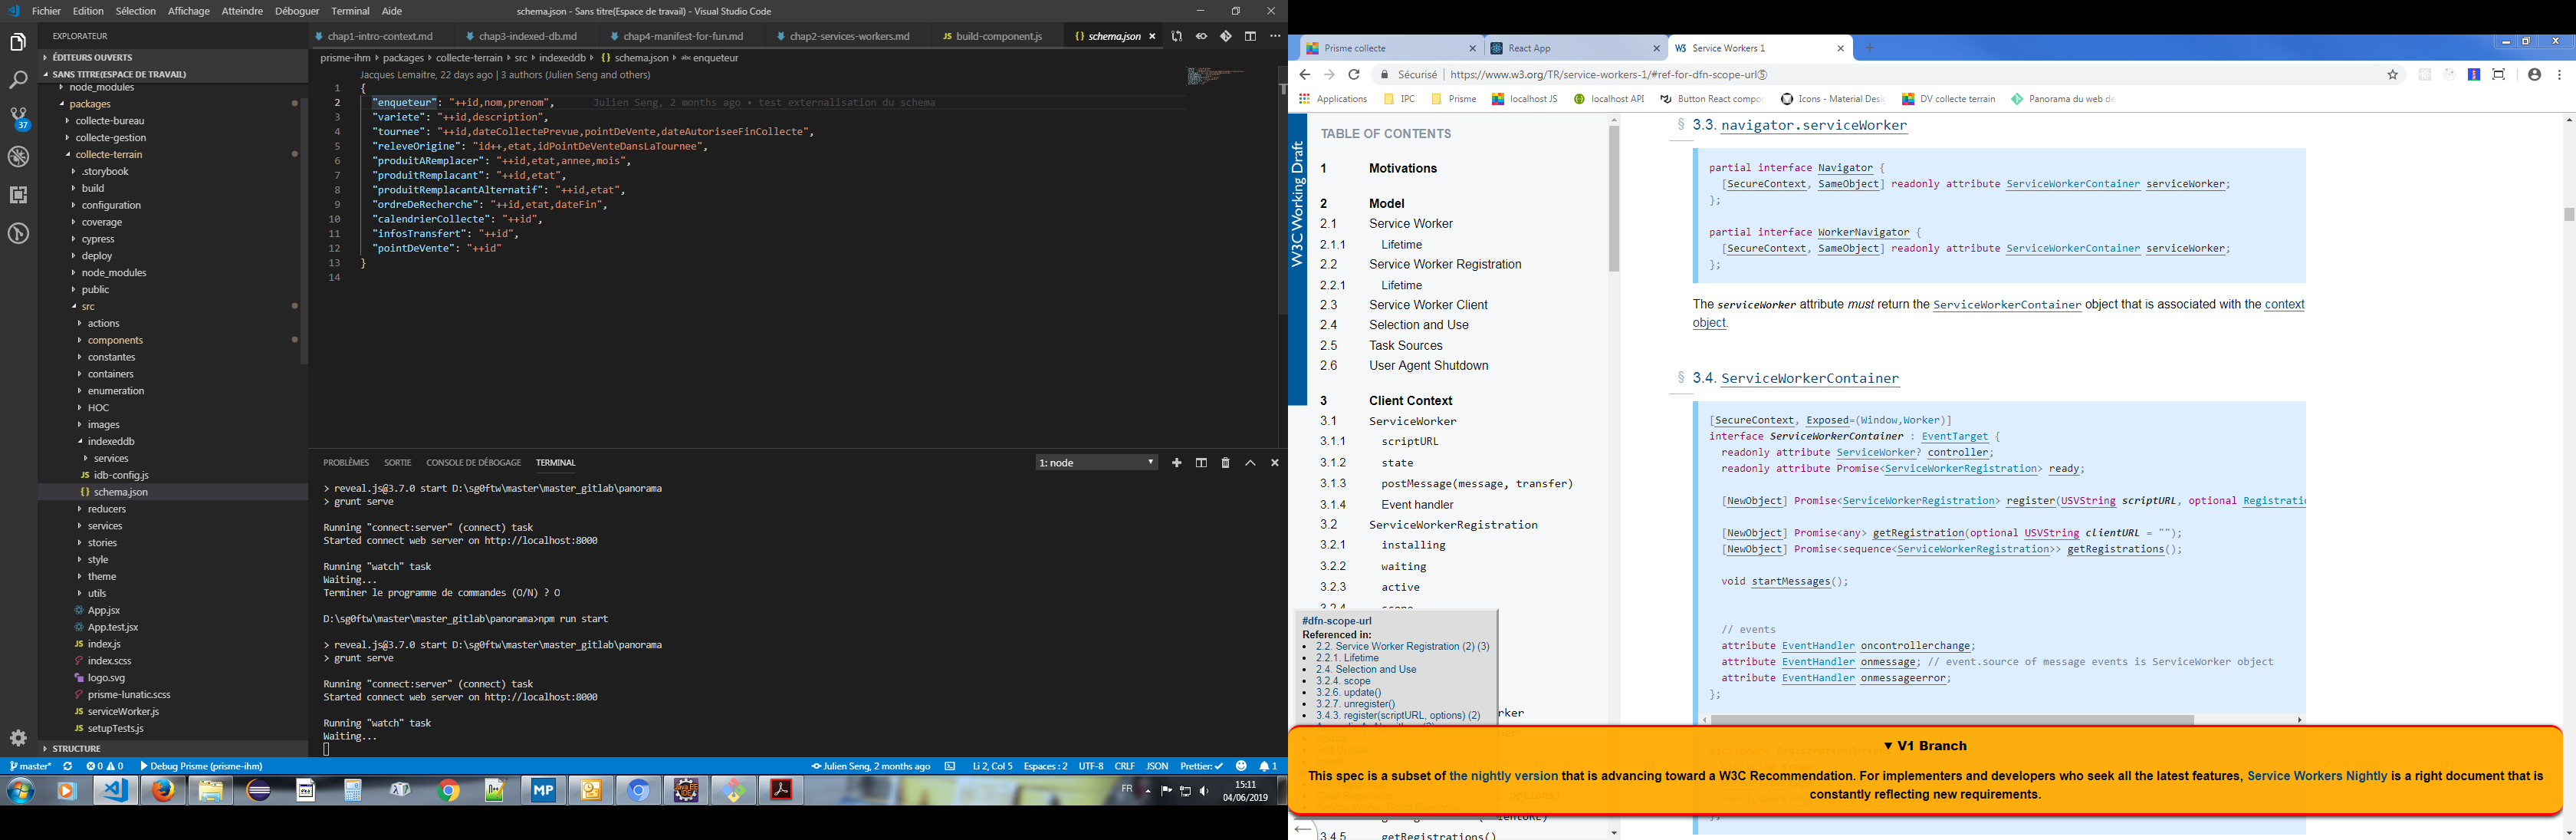 Fichier Edition Sélection Affichage Atteindre Déboguer Terminal Aide
schema.json - Sans titre(Espace de travail) - Visual Studio Code
EXPLORATEUR
ÉDITEURS OUVERTS
SANS TITRE(ESPACE DE TRAVAIL)
node_modules
packages
collecte-bureau
collecte-gestion
collecte-terrain
.storybook
build
configuration
coverage
cypress
deploy
node_modules
public
src
actions
components
constantes
containers
enumeration
HOC
images
indexeddb
services
JS idb-config.js
{} schema.json
reducers
services
stories
style
theme
utils
App.jsx
App.test.jsx
JS index.js
index.scss
logo.svg
prisme-lunatic.scss
JS serviceWorker.js
JS setupTests.js
STRUCTURE
37
chap1-intro-context.md
chap3-indexed-db.md
chap4-manifest-for-fun.md
chap2-services-workers.md
JS build-component.js
{} schema.json
prisme-ihm packages collecte-terrain src indexeddb {} schema.json enqueteur
Jacques Lemaitre, 22 days ago | 3 authors (Julien Seng and others)
1 {
2 "enqueteur": "++id,nom,prenom", Julien Seng, 2 months ago • test externalisation du schema
3 "variete": "++id,description",
4 "tournee": "++id,dateCollectePrevue,pointDeVente,dateAutoriseeFinCollecte",
5 "releveOrigine": "id++,etat,idPointDeVenteDansLaTournee",
6 "produitARemplacer": "++id,etat,annee,mois",
7 "produitRemplacant": "++id,etat",
8 "produitRemplacantAlternatif": "++id,etat",
9 "ordreDeRecherche": "++id,etat,dateFin",
10 "calendrierCollecte": "++id",
11 "infosTransfert": "++id",
12 "pointDeVente": "++id"
13 }
14
PROBLÈMES SORTIE CONSOLE DE DÉBOGAGE TERMINAL
1: node
> reveal.js@3.7.0 start D:\sg0ftw\master\master_gitlab\panorama
> grunt serve
Running "connect:server" (connect) task
Started connect web server on http://localhost:8000
Running "watch" task
Waiting...
Terminer le programme de commandes (O/N) ? O
D:\sg0ftw\master\master_gitlab\panorama>npm run start
> reveal.js@3.7.0 start D:\sg0ftw\master\master_gitlab\panorama
> grunt serve
Running "connect:server" (connect) task
Started connect web server on http://localhost:8000
Running "watch" task
Waiting...
master* 0 0 Debug Prisme (prisme-ihm)
Julien Seng, 2 months ago Li 2, Col 5 Espaces : 2 UTF-8 CRLF JSON Prettier: ✓ 1
MP
FR
15:11
04/06/2019
Prisme collecte
React App
W3 Service Workers 1
Sécurisé | https://www.w3.org/TR/service-workers-1/#ref-for-dfn-scope-url⑤
Applications IPC Prisme localhost JS localhost API Button React compo Icons - Material Desi DV collecte terrain Panorama du web de
W3C Working Draft
TABLE OF CONTENTS
1 Motivations
2 Model
2.1 Service Worker
2.1.1 Lifetime
2.2 Service Worker Registration
2.2.1 Lifetime
2.3 Service Worker Client
2.4 Selection and Use
2.5 Task Sources
2.6 User Agent Shutdown
3 Client Context
3.1 ServiceWorker
3.1.1 scriptURL
3.1.2 state
3.1.3 postMessage(message, transfer)
3.1.4 Event handler
3.2 ServiceWorkerRegistration
3.2.1 installing
3.2.2 waiting
3.2.3 active
3.2.4 scope
#dfn-scope-url
Referenced in:
• 2.2. Service Worker Registration (2) (3)
• 2.2.1. Lifetime
• 2.4. Selection and Use
• 3.2.4. scope
• 3.2.6. update()
• 3.2.7. unregister()
• 3.4.3. register(scriptURL, options) (2)
3.4.5 getRegistrations()
§ 3.3. navigator.serviceWorker
partial interface Navigator {
[SecureContext, SameObject] readonly attribute ServiceWorkerContainer serviceWorker;
};
partial interface WorkerNavigator {
[SecureContext, SameObject] readonly attribute ServiceWorkerContainer serviceWorker;
};
The serviceWorker attribute must return the ServiceWorkerContainer object that is associated with the context
object.
§ 3.4. ServiceWorkerContainer
[SecureContext, Exposed=(Window,Worker)]
interface ServiceWorkerContainer : EventTarget {
readonly attribute ServiceWorker? controller;
readonly attribute Promise<ServiceWorkerRegistration> ready;
[NewObject] Promise<ServiceWorkerRegistration> register(USVString scriptURL, optional Registratio
[NewObject] Promise<any> getRegistration(optional USVString clientURL = "");
[NewObject] Promise<sequence<ServiceWorkerRegistration>> getRegistrations();
void startMessages();
// events
attribute EventHandler oncontrollerchange;
attribute EventHandler onmessage; // event.source of message events is ServiceWorker object
attribute EventHandler onmessageerror;
};
▼ V1 Branch
This spec is a subset of the nightly version that is advancing toward a W3C Recommendation. For implementers and developers who seek all the latest features, Service Workers Nightly is a right document that is
constantly reflecting new requirements.